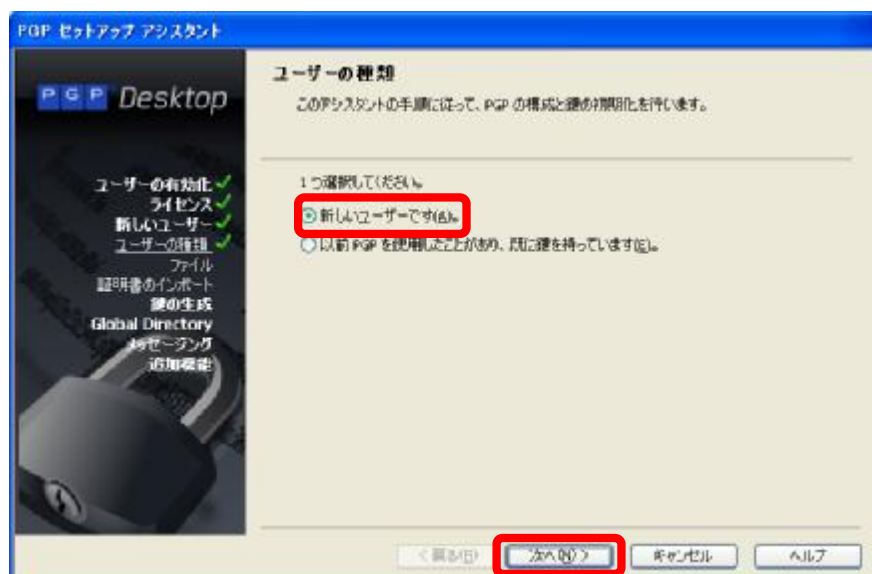 PGP セットアップ アシスタント
PGP Desktop
ユーザーの有効化
ライセンス
新しいユーザー
ユーザーの種類
ファイル
証明書のインポート
鍵の生成
Global Directory
メッセージング
追加機能
ユーザーの種類
このアシスタントの手順に従って、PGP の構成と鍵の初期化を行います。
1 つ選択してください。
新しいユーザーです(A)。
以前 PGP を使用したことがあり、既に鍵を持っています(E)。
< 戻る(B)
次へ(N) >
キャンセル
ヘルプ